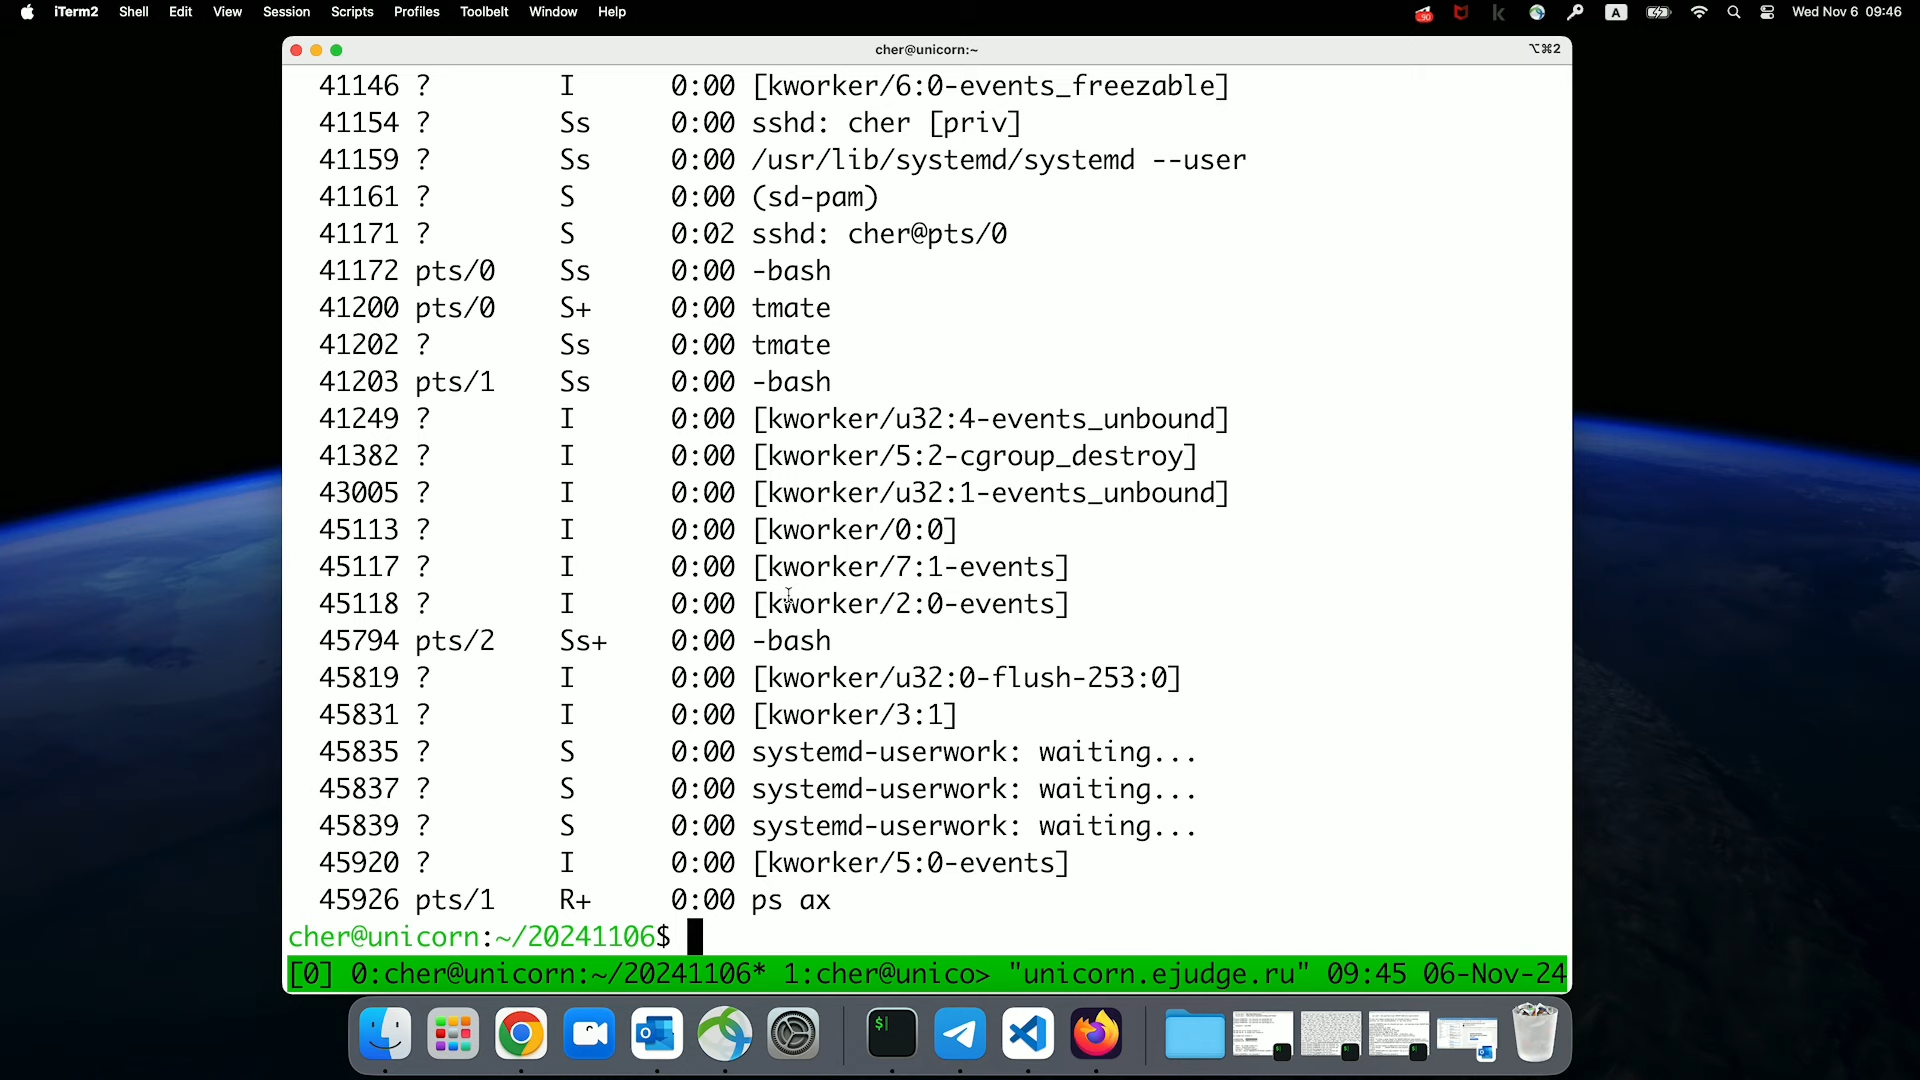 iTerm2 Shell Edit View Session Scripts Profiles Toolbelt Window Help A Wed Nov 6 09:46
cher@unicorn:~ ⌥⌘2
41146 ? I 0:00 [kworker/6:0-events_freezable]
41154 ? Ss 0:00 sshd: cher [priv]
41159 ? Ss 0:00 /usr/lib/systemd/systemd --user
41161 ? S 0:00 (sd-pam)
41171 ? S 0:02 sshd: cher@pts/0
41172 pts/0 Ss 0:00 -bash
41200 pts/0 S+ 0:00 tmate
41202 ? Ss 0:00 tmate
41203 pts/1 Ss 0:00 -bash
41249 ? I 0:00 [kworker/u32:4-events_unbound]
41382 ? I 0:00 [kworker/5:2-cgroup_destroy]
43005 ? I 0:00 [kworker/u32:1-events_unbound]
45113 ? I 0:00 [kworker/0:0]
45117 ? I 0:00 [kworker/7:1-events]
45118 ? I 0:00 [kworker/2:0-events]
45794 pts/2 Ss+ 0:00 -bash
45819 ? I 0:00 [kworker/u32:0-flush-253:0]
45831 ? I 0:00 [kworker/3:1]
45835 ? S 0:00 systemd-userwork: waiting...
45837 ? S 0:00 systemd-userwork: waiting...
45839 ? S 0:00 systemd-userwork: waiting...
45920 ? I 0:00 [kworker/5:0-events]
45926 pts/1 R+ 0:00 ps ax
cher@unicorn:~/20241106$
[0] 0:cher@unicorn:~/20241106* 1:cher@unico> "unicorn.ejudge.ru" 09:45 06-Nov-24